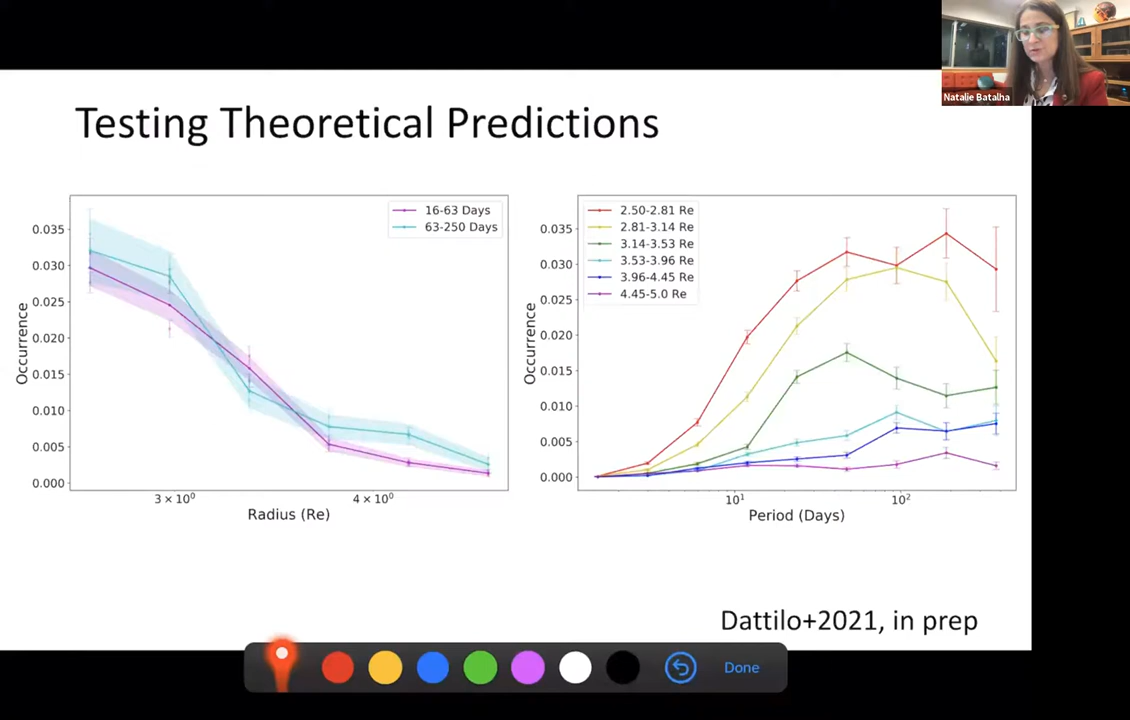 Natalie Batalha
Testing Theoretical Predictions
16-63 Days
63-250 Days
0.035
0.030
0.025
0.020
0.015
0.010
0.005
0.000
Occurrence
3 × 10⁰
4 × 10⁰
Radius (Re)
2.50-2.81 Re
2.81-3.14 Re
3.14-3.53 Re
3.53-3.96 Re
3.96-4.45 Re
4.45-5.0 Re
0.035
0.030
0.025
0.020
0.015
0.010
0.005
0.000
Occurrence
10¹
10²
Period (Days)
Dattilo+2021, in prep
Done